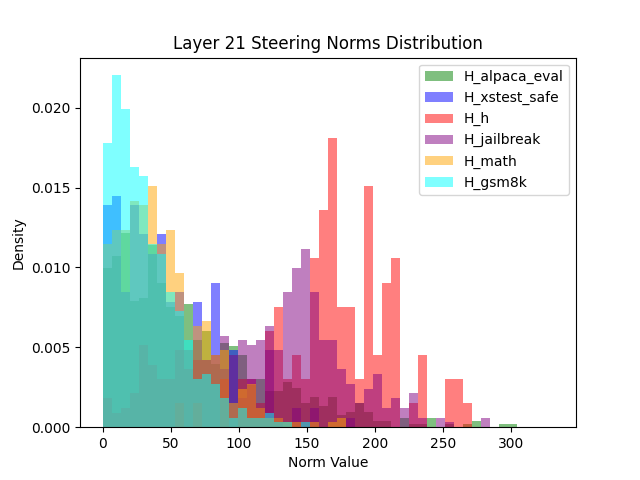 Layer 21 Steering Norms Distribution
H_alpaca_eval
H_xstest_safe
H_h
H_jailbreak
H_math
H_gsm8k
Density
0.020
0.015
0.010
0.005
0.000
0
50
100
150
200
250
300
Norm Value